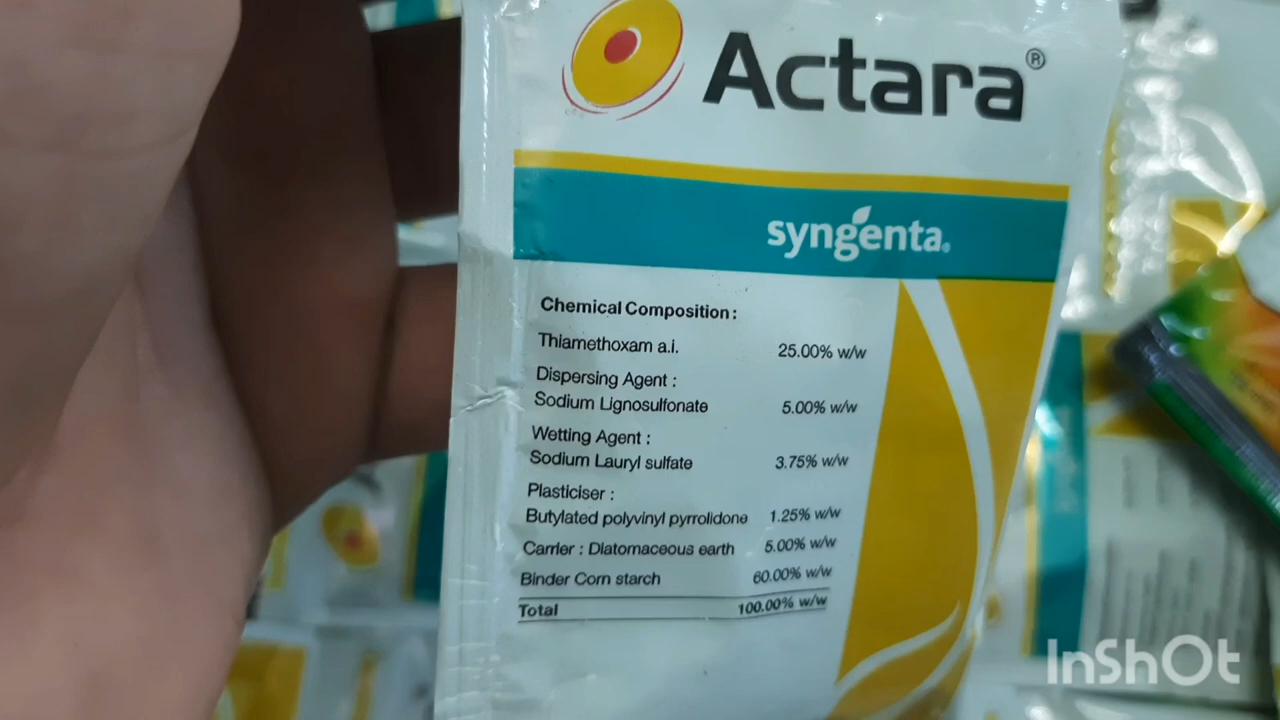 Actara®
syngenta.
Chemical Composition :
Thiamethoxam a.i. 25.00% w/w
Dispersing Agent :
Sodium Lignosulfonate 5.00% w/w
Wetting Agent :
Sodium Lauryl sulfate 3.75% w/w
Plasticiser :
Butylated polyvinyl pyrrolidone 1.25% w/w
Carrier : Diatomaceous earth 5.00% w/w
Binder Corn starch 60.00% w/w
Total 100.00% w/w
InShOt